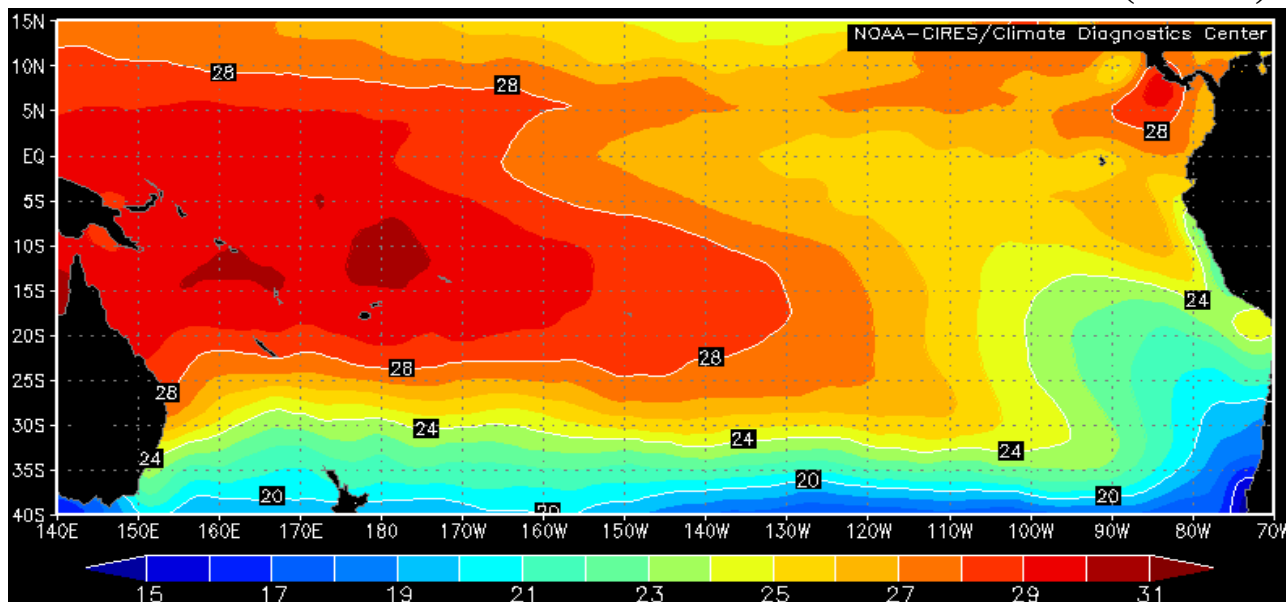 15N
NOAA-CIRES/Climate Diagnostics Center
10N
28
28
5N
28
EQ
5S
10S
15S
24
20S
28
28
25S
28
30S
24
24
24
24
35S
20
20
20
20
40S
140E 150E 160E 170E 180 170W 160W 150W 140W 130W 120W 110W 100W 90W 80W 70W
15 17 19 21 23 25 27 29 31